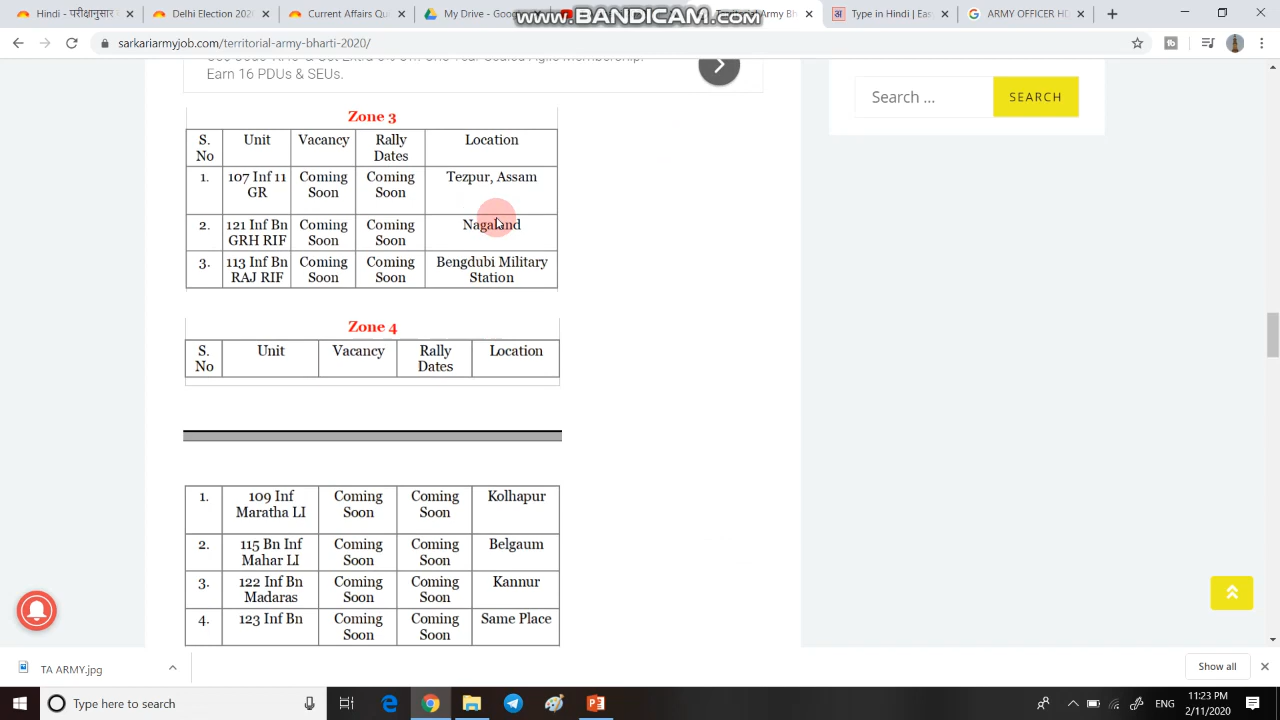 Hindi - परीक्षा
Delhi Election 2020
Current Affairs Qu
My Drive - Google
www.BANDICAM.com
Army Bh
Type in Hindi | Eas
ARMY OFFICER HD
sarkariarmyjob.com/territorial-army-bharti-2020/
Earn 16 PDUs & SEUs.
Search ...
SEARCH
Zone 3
S. No Unit Vacancy Rally Dates Location
1. 107 Inf 11 GR Coming Soon Coming Soon Tezpur, Assam
2. 121 Inf Bn GRH RIF Coming Soon Coming Soon Nagaland
3. 113 Inf Bn RAJ RIF Coming Soon Coming Soon Bengdubi Military Station
Zone 4
S. No Unit Vacancy Rally Dates Location
1. 109 Inf Maratha LI Coming Soon Coming Soon Kolhapur
2. 115 Bn Inf Mahar LI Coming Soon Coming Soon Belgaum
3. 122 Inf Bn Madaras Coming Soon Coming Soon Kannur
4. 123 Inf Bn Coming Soon Coming Soon Same Place
TA ARMY.jpg
Show all
Type here to search
ENG
11:23 PM
2/11/2020